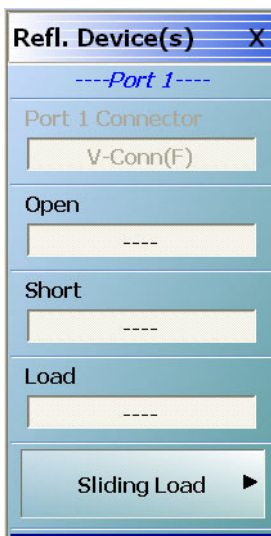 Refl. Device(s) X
----Port 1----
Port 1 Connector
V-Conn(F)
Open
----
Short
----
Load
----
Sliding Load